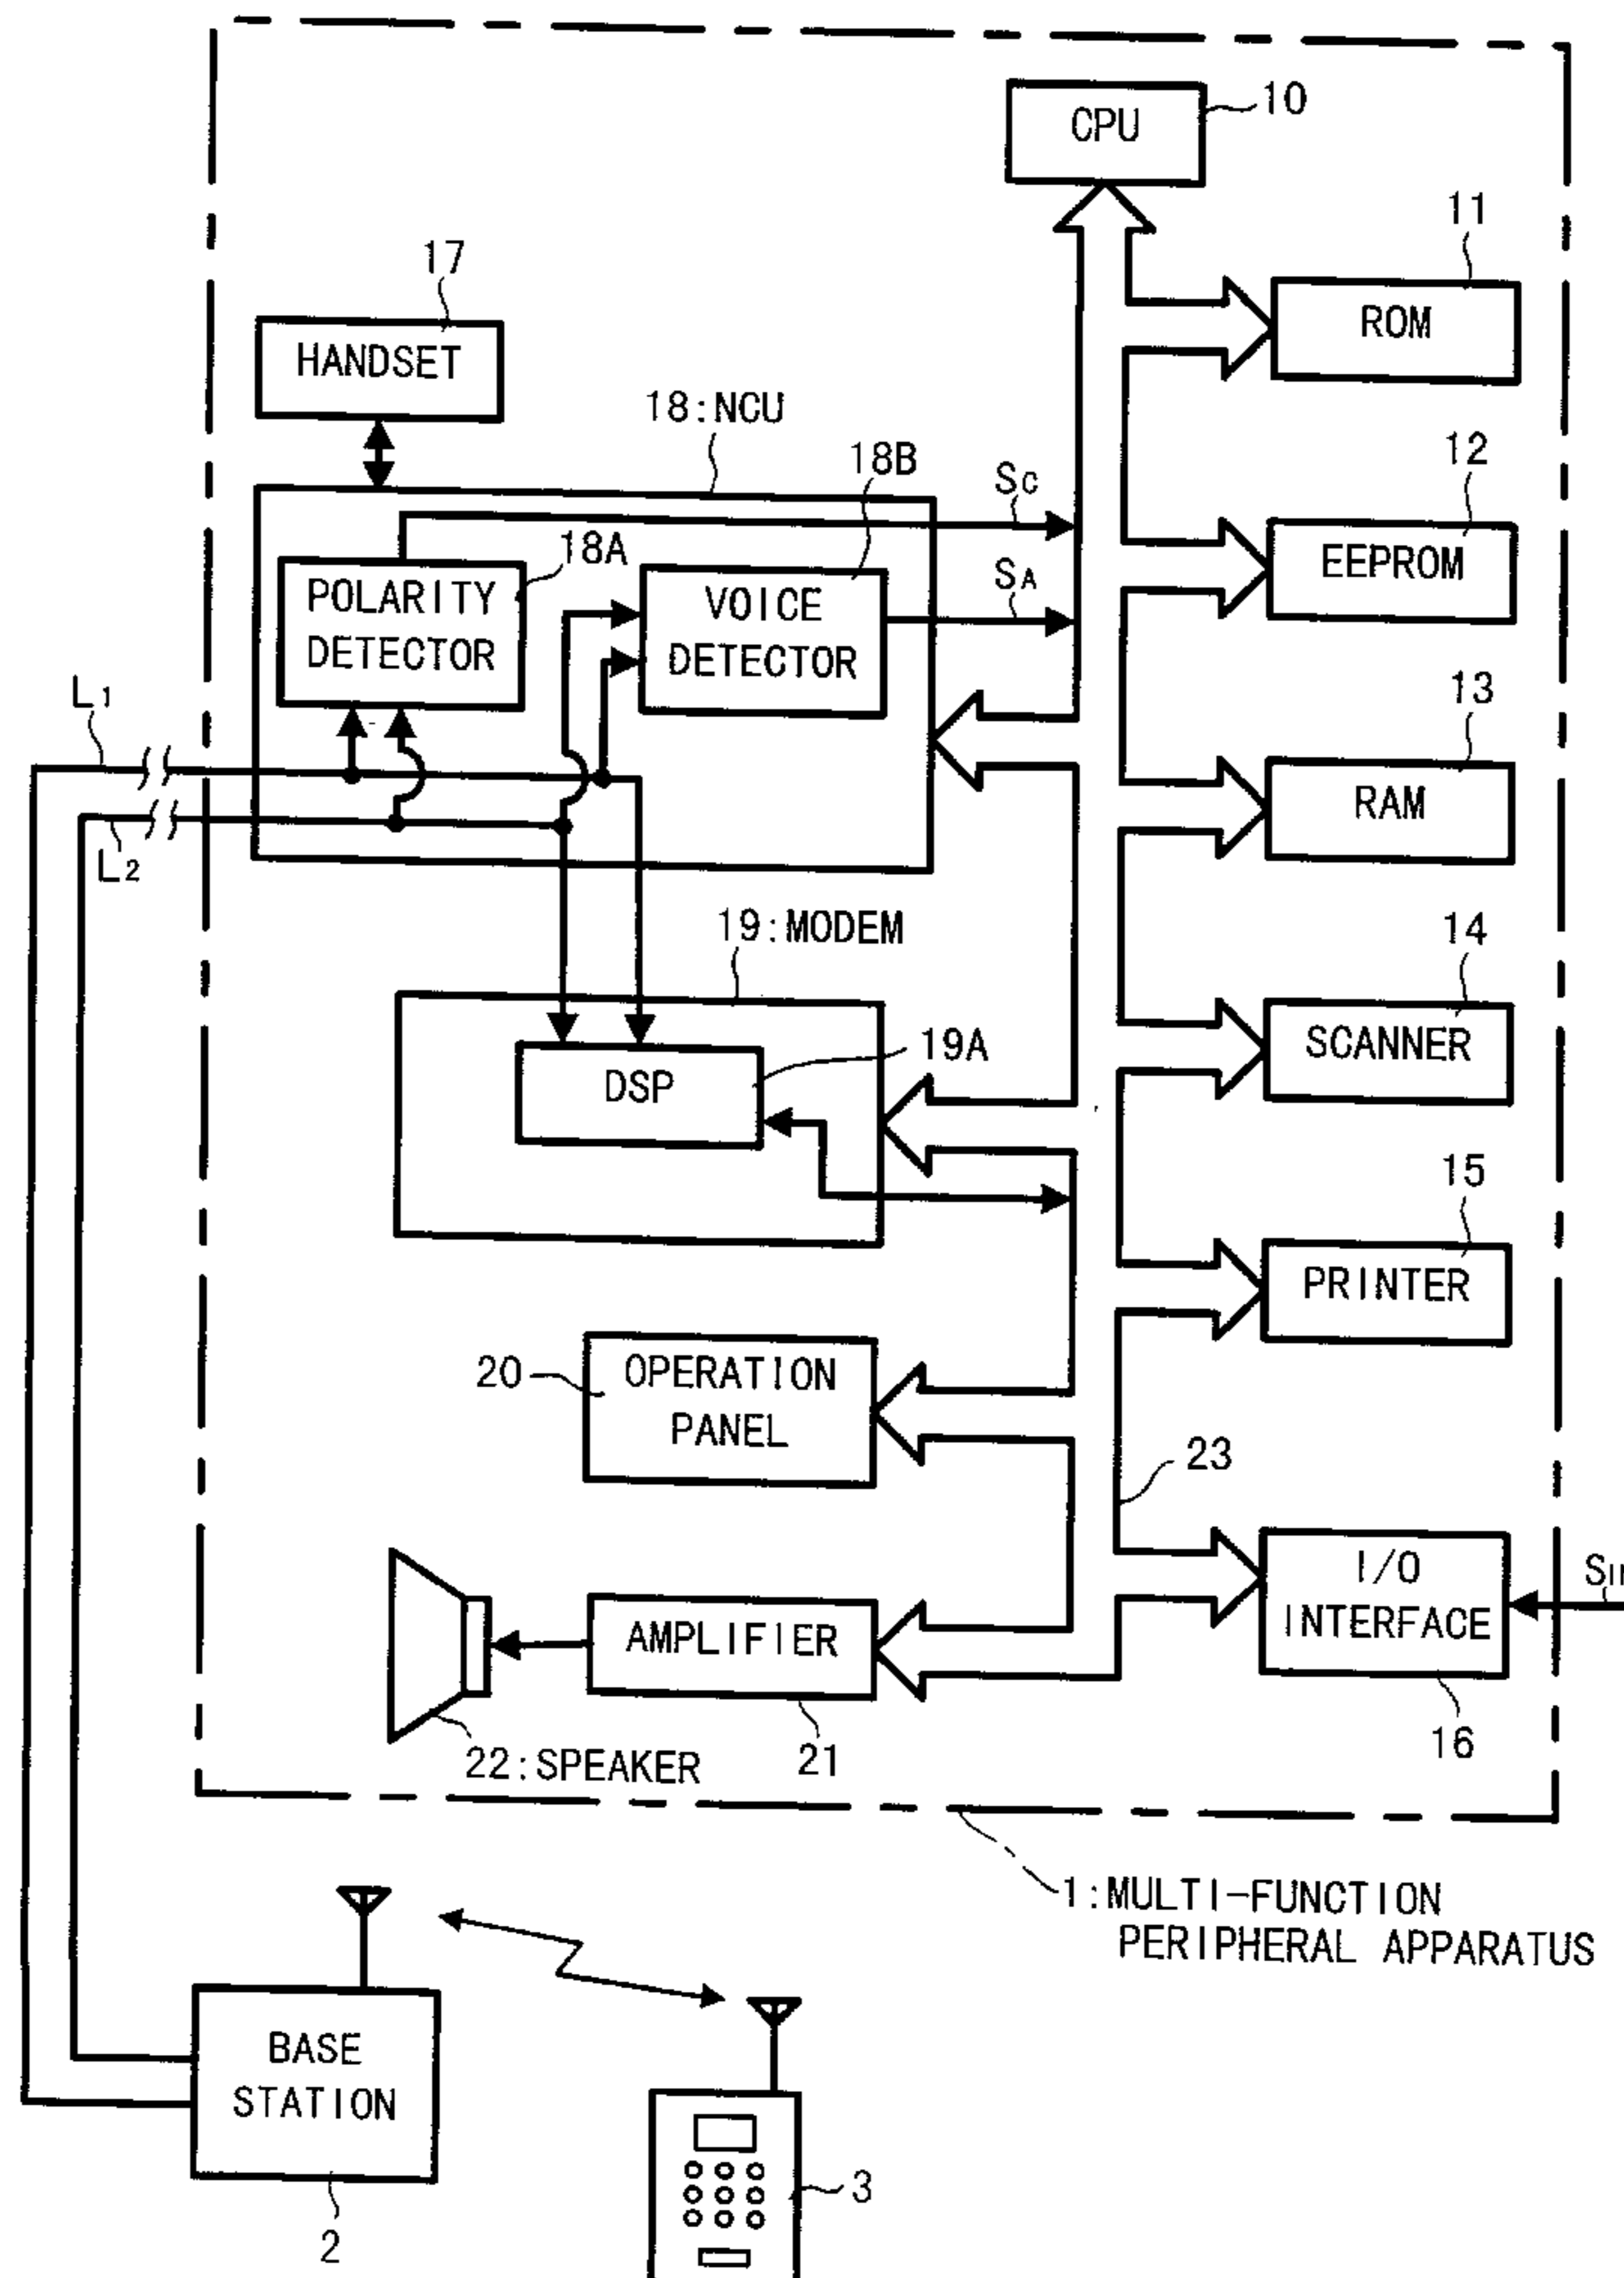 CPU
10
11
ROM
17
HANDSET
18:NCU
18B
12
EEPROM
SC
18A
POLARITY
DETECTOR
VOICE
DETECTOR
SA
L1
L2
13
RAM
19:MODEM
14
SCANNER
19A
DSP
15
PRINTER
20
OPERATION
PANEL
23
I/O
INTERFACE
AMPLIFIER
16
22:SPEAKER
21
1:MULTI-FUNCTION
PERIPHERAL APPARATUS
BASE
STATION
2
3